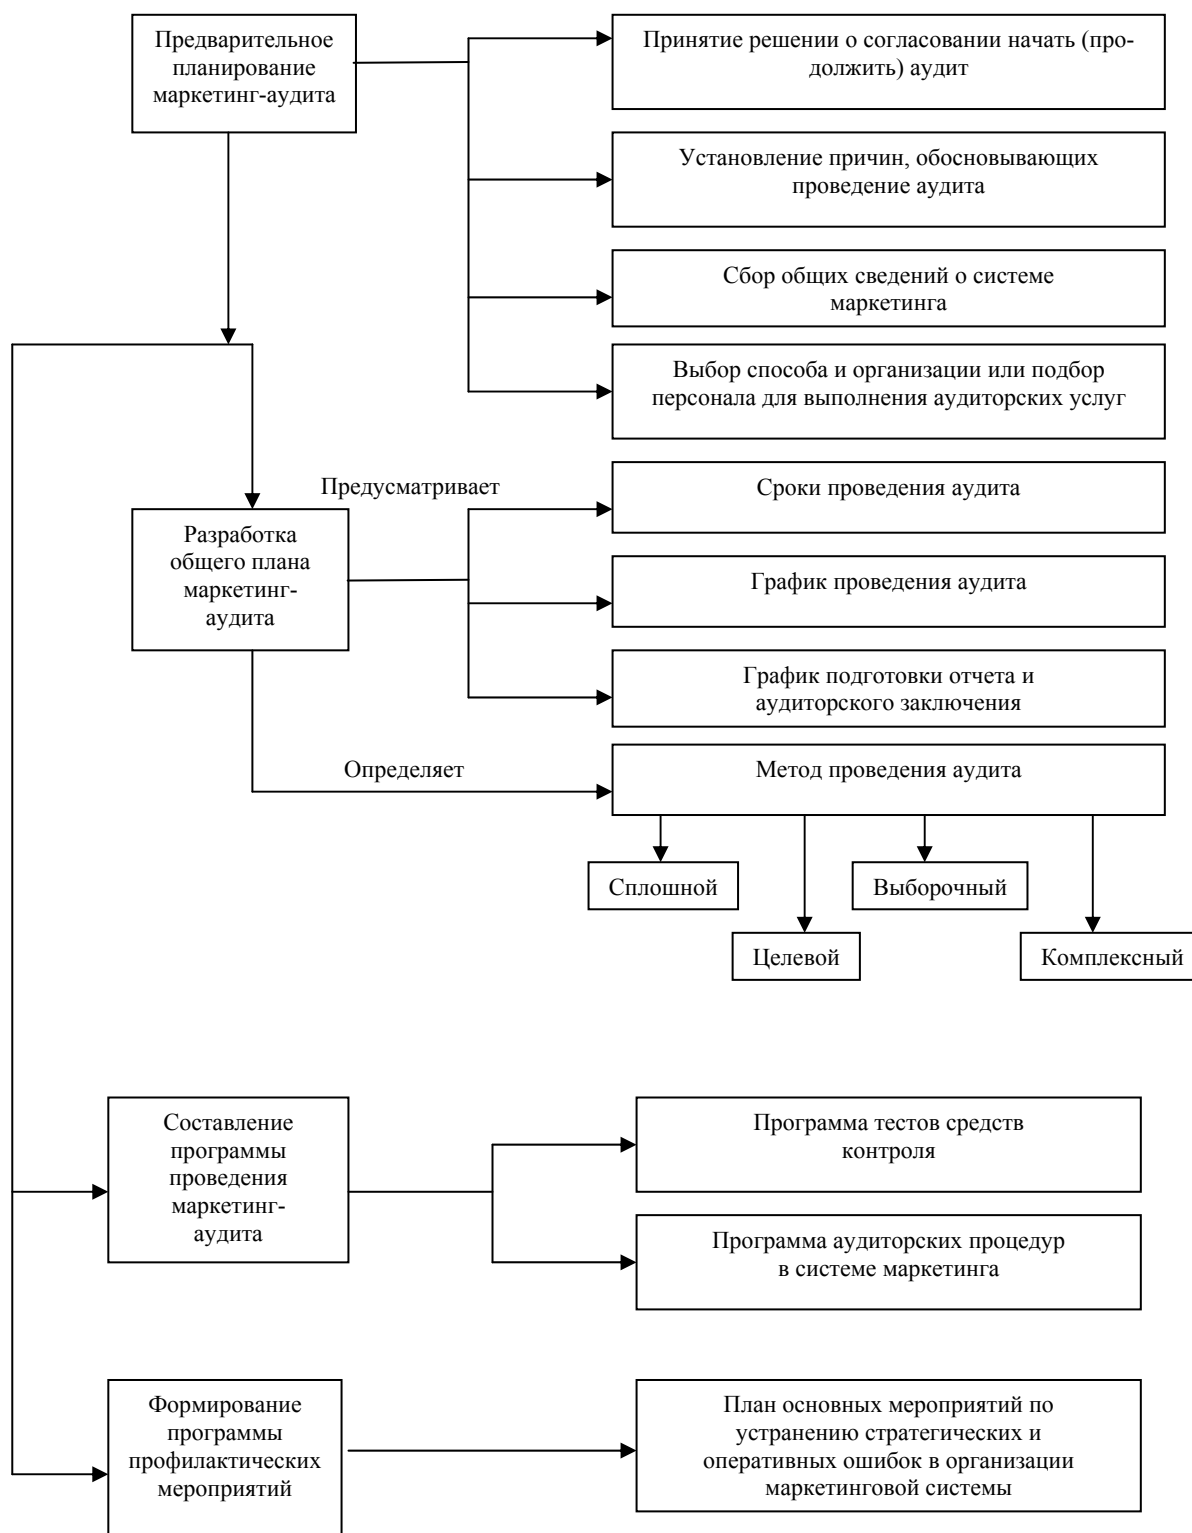 Предварительное
планирование
маркетинг-аудита
Принятие решении о согласовании начать (про-
должить) аудит
Установление причин, обосновывающих
проведение аудита
Сбор общих сведений о системе
маркетинга
Выбор способа и организации или подбор
персонала для выполнения аудиторских услуг
Предусматривает
Разработка
общего плана
маркетинг-
аудита
Сроки проведения аудита
График проведения аудита
График подготовки отчета и
аудиторского заключения
Определяет
Метод проведения аудита
Сплошной
Выборочный
Целевой
Комплексный
Составление
программы
проведения
маркетинг-
аудита
Программа тестов средств
контроля
Программа аудиторских процедур
в системе маркетинга
Формирование
программы
профилактических
мероприятий
План основных мероприятий по
устранению стратегических и
оперативных ошибок в организации
маркетинговой системы